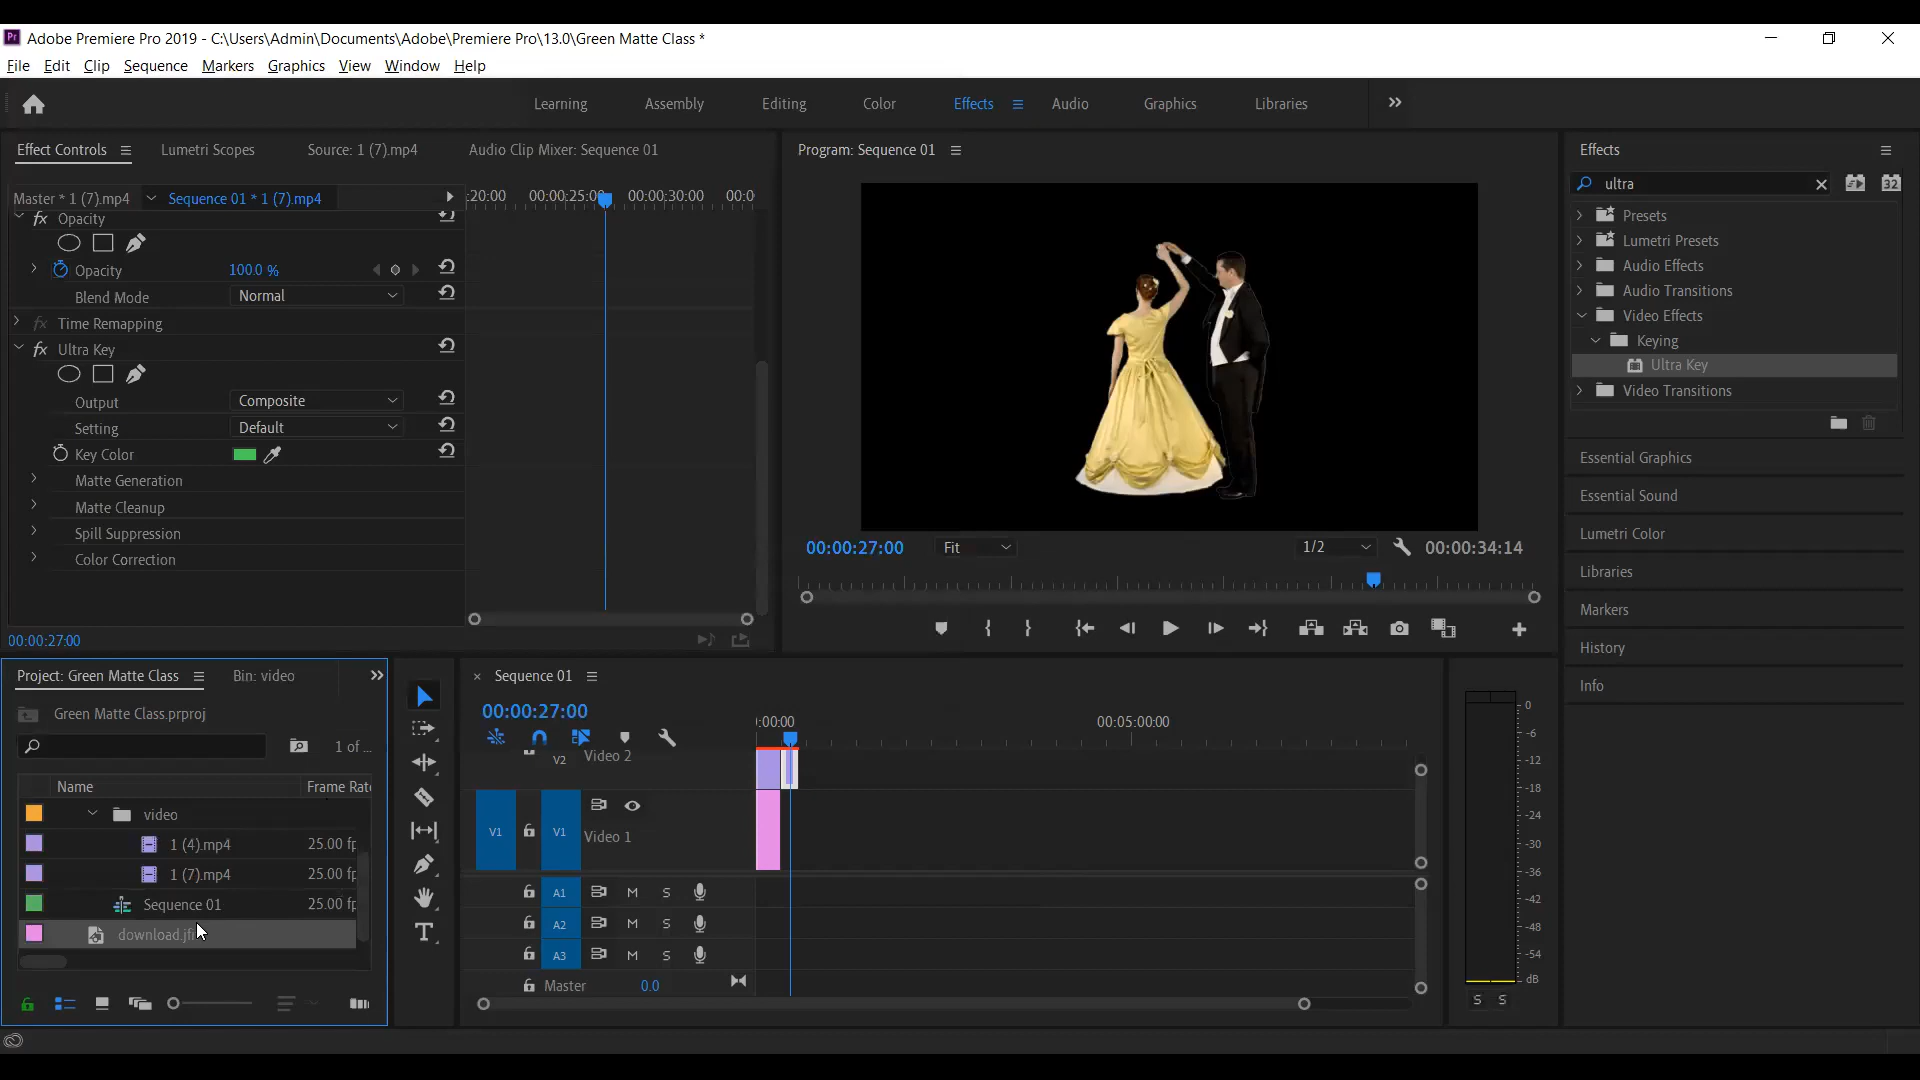 Adobe Premiere Pro 2019 - C:\Users\Admin\Documents\Adobe\Premiere Pro\13.0\Green Matte Class *
File Edit Clip Sequence Markers Graphics View Window Help
Learning Assembly Editing Color Effects Audio Graphics Libraries
Effect Controls Lumetri Scopes Source: 1 (7).mp4 Audio Clip Mixer: Sequence 01
Master * 1 (7).mp4 Sequence 01 * 1 (7).mp4
:20:00 00:00:25:00 00:00:30:00 00:0
fx Opacity
Opacity 100.0 %
Blend Mode Normal
fx Time Remapping
fx Ultra Key
Output Composite
Setting Default
Key Color
Matte Generation
Matte Cleanup
Spill Suppression
Color Correction
00:00:27:00
Program: Sequence 01
00:00:27:00 Fit 1/2 00:00:34:14
Effects
ultra
32
Presets
Lumetri Presets
Audio Effects
Audio Transitions
Video Effects
Keying
Ultra Key
Video Transitions
Essential Graphics
Essential Sound
Lumetri Color
Libraries
Markers
History
Info
Project: Green Matte Class Bin: video
Green Matte Class.prproj
1 of ...
Name Frame Rate
video
1 (4).mp4 25.00 fp
1 (7).mp4 25.00 fp
Sequence 01 25.00 fp
download.jfi
Sequence 01
00:00:27:00
:00:00 00:05:00:00
V2 Video 2
V1 V1 Video 1
A1 M S
A2 M S
A3 M S
Master 0.0
0
-6
-12
-18
-24
-30
-36
-42
-48
-54
dB
S S